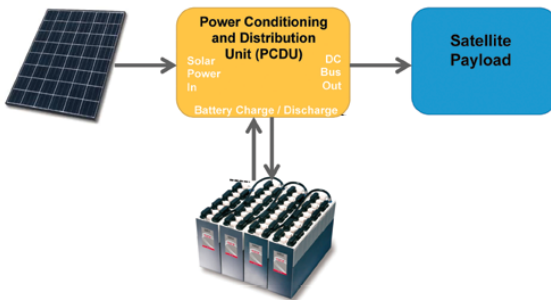 Power Conditioning
and Distribution
Unit (PCDU)
Solar
Power
In
DC
Bus
Out
Battery Charge / Discharge
Satellite
Payload